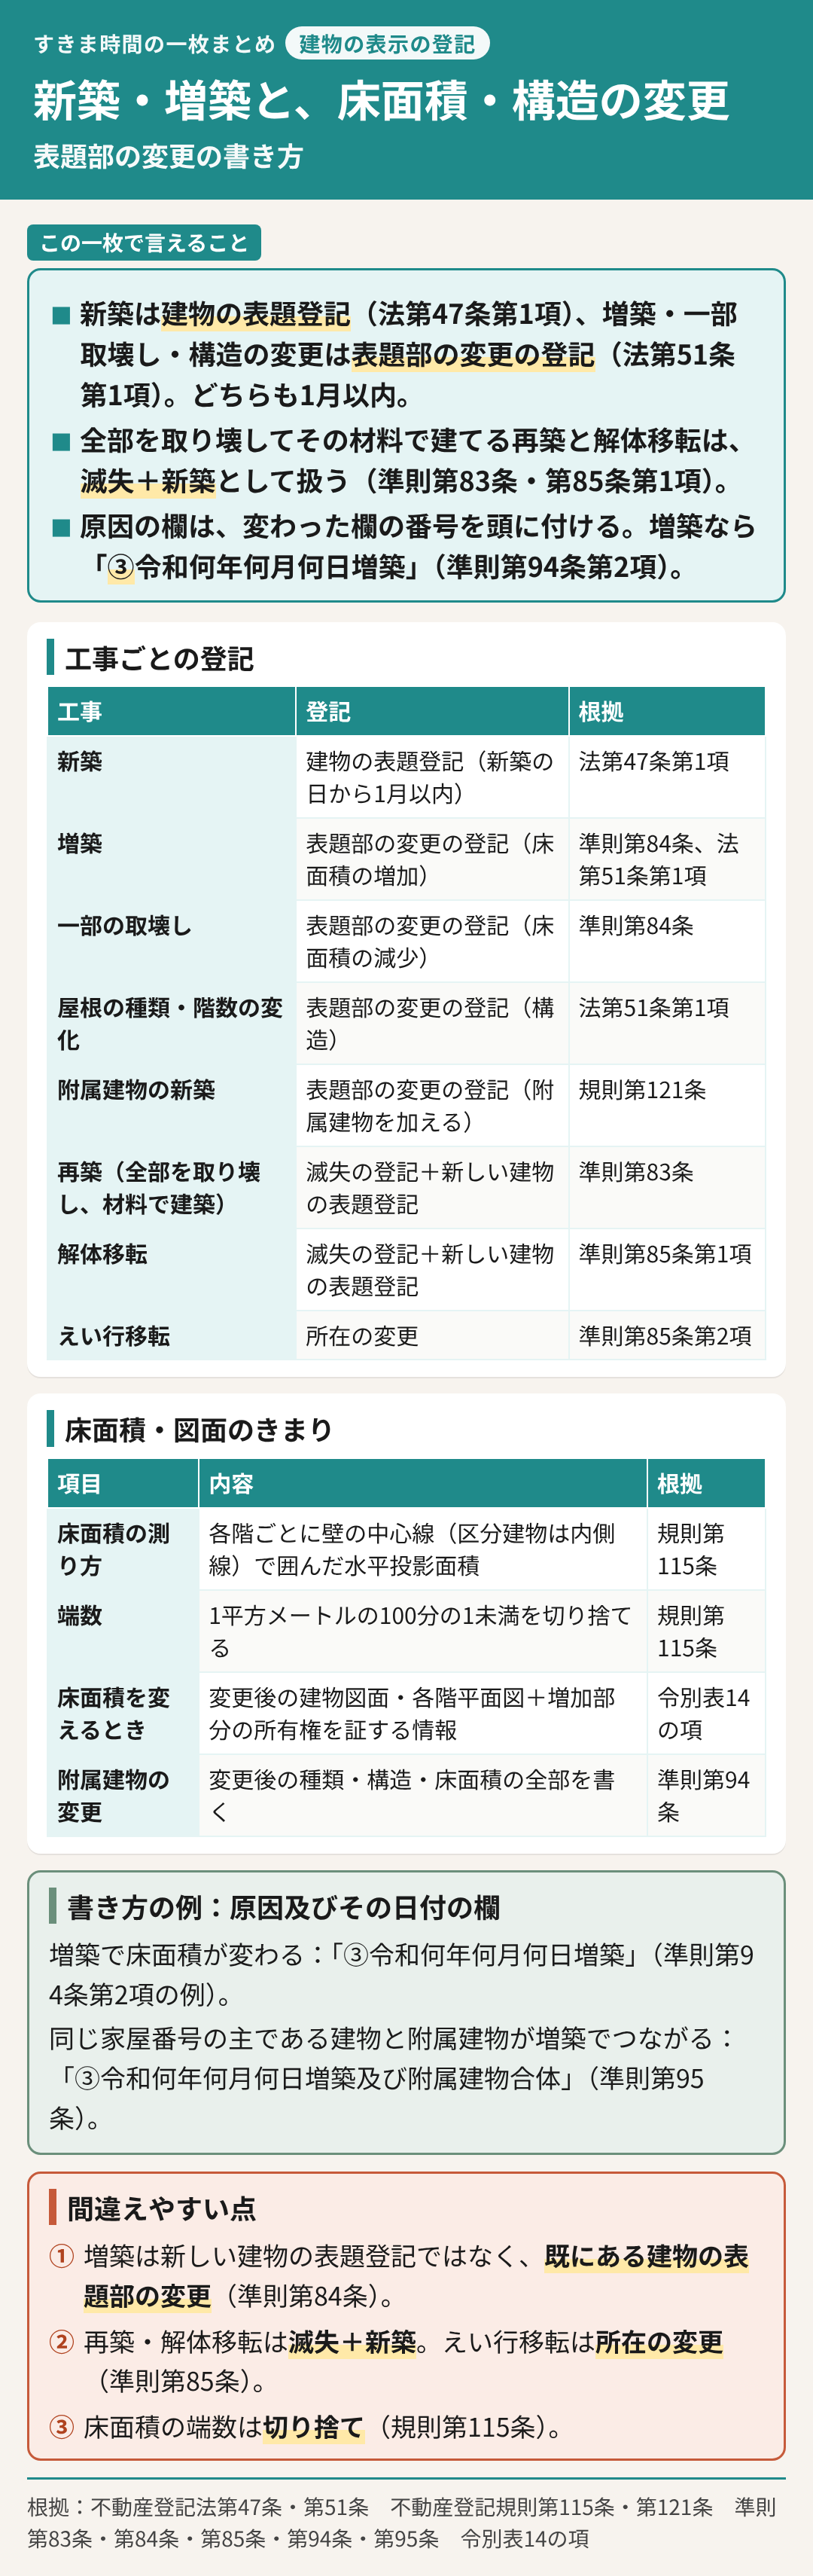 すきま時間の一枚まとめ 建物の表示の登記
新築・増築と、床面積・構造の変更
表題部の変更の書き方
この一枚で言えること
■ 新築は建物の表題登記（法第47条第1項）、増築・一部
取壊し・構造の変更は表題部の変更の登記（法第51条
第1項）。どちらも1月以内。
■ 全部を取り壊してその材料で建てる再築と解体移転は、
滅失＋新築として扱う（準則第83条・第85条第1項）。
■ 原因の欄は、変わった欄の番号を頭に付ける。増築なら
「③令和何年何月何日増築」（準則第94条第2項）。
工事ごとの登記
工事 登記 根拠
新築 建物の表題登記（新築の 法第47条第1項
日から1月以内）
増築 表題部の変更の登記（床 準則第84条、法
面積の増加） 第51条第1項
一部の取壊し 表題部の変更の登記（床 準則第84条
面積の減少）
屋根の種類・階数の変 表題部の変更の登記（構 法第51条第1項
化 造）
附属建物の新築 表題部の変更の登記（附 規則第121条
属建物を加える）
再築（全部を取り壊 滅失の登記＋新しい建物 準則第83条
し、材料で建築） の表題登記
解体移転 滅失の登記＋新しい建物 準則第85条第1項
の表題登記
えい行移転 所在の変更 準則第85条第2項
床面積・図面のきまり
項目 内容 根拠
床面積の測 各階ごとに壁の中心線（区分建物は内側 規則第
り方 線）で囲んだ水平投影面積 115条
端数 1平方メートルの100分の1未満を切り捨て 規則第
る 115条
床面積を変 変更後の建物図面・各階平面図＋増加部 令別表14
えるとき 分の所有権を証する情報 の項
附属建物の 変更後の種類・構造・床面積の全部を書 準則第94
変更 く 条
書き方の例：原因及びその日付の欄
増築で床面積が変わる：「③令和何年何月何日増築」（準則第9
4条第2項の例）。
同じ家屋番号の主である建物と附属建物が増築でつながる：
「③令和何年何月何日増築及び附属建物合体」（準則第95
条）。
間違えやすい点
① 増築は新しい建物の表題登記ではなく、既にある建物の表
題部の変更（準則第84条）。
② 再築・解体移転は滅失＋新築。えい行移転は所在の変更
（準則第85条）。
③ 床面積の端数は切り捨て（規則第115条）。
根拠：不動産登記法第47条・第51条　不動産登記規則第115条・第121条　準則
第83条・第84条・第85条・第94条・第95条　令別表14の項